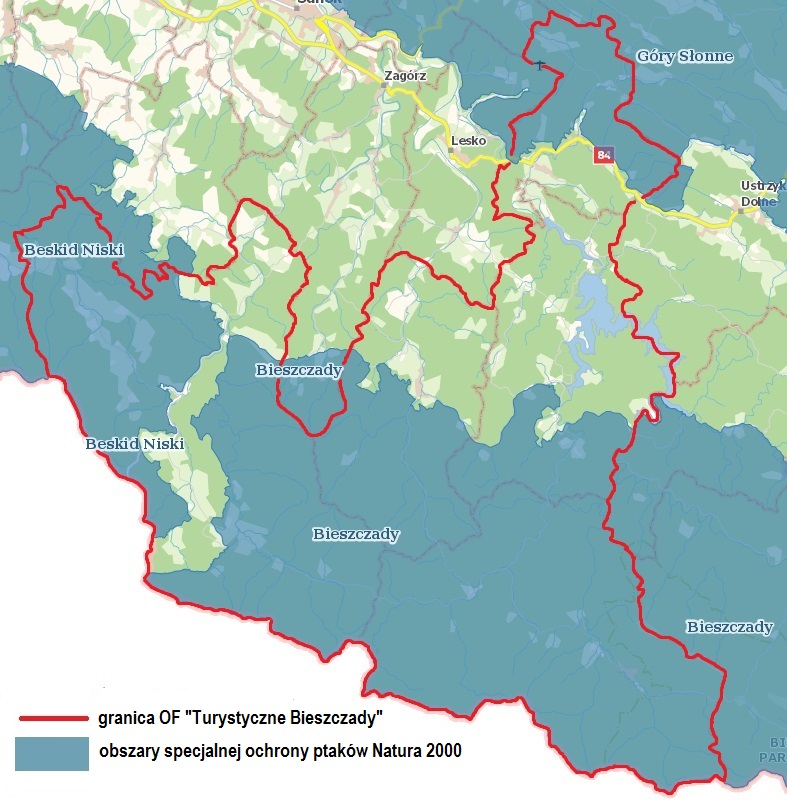 Góry Słonne
Zagórz
Lesko
84
Dolne
Beskid Niski
Bieszczady
Beskid Niski
Bieszczady
Bieszczady
granica OF "Turystyczne Bieszczady"
obszary specjalnej ochrony ptaków Natura 2000